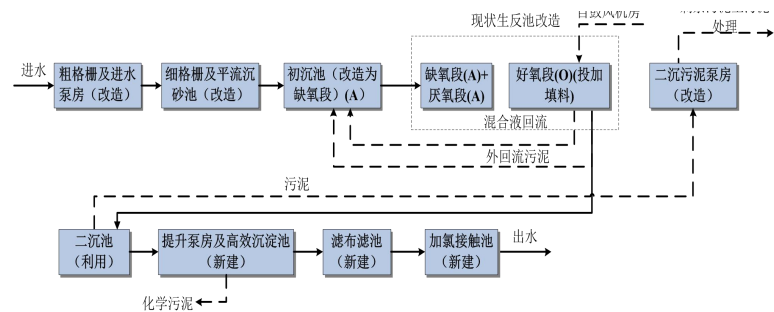 现状生反池改造
自鼓风机房
处理
进水
粗格栅及进水
泵房（改造）
细格栅及平流沉
砂池（改造）
初沉池（改造为
缺氧段）(A)
缺氧段(A)+
厌氧段(A)
好氧段(O)(投加
填料)
二沉污泥泵房
（改造）
混合液回流
外回流污泥
污泥
二沉池
（利用）
提升泵房及高效沉淀池
（新建）
滤布滤池
（新建）
加氯接触池
（新建）
出水
化学污泥